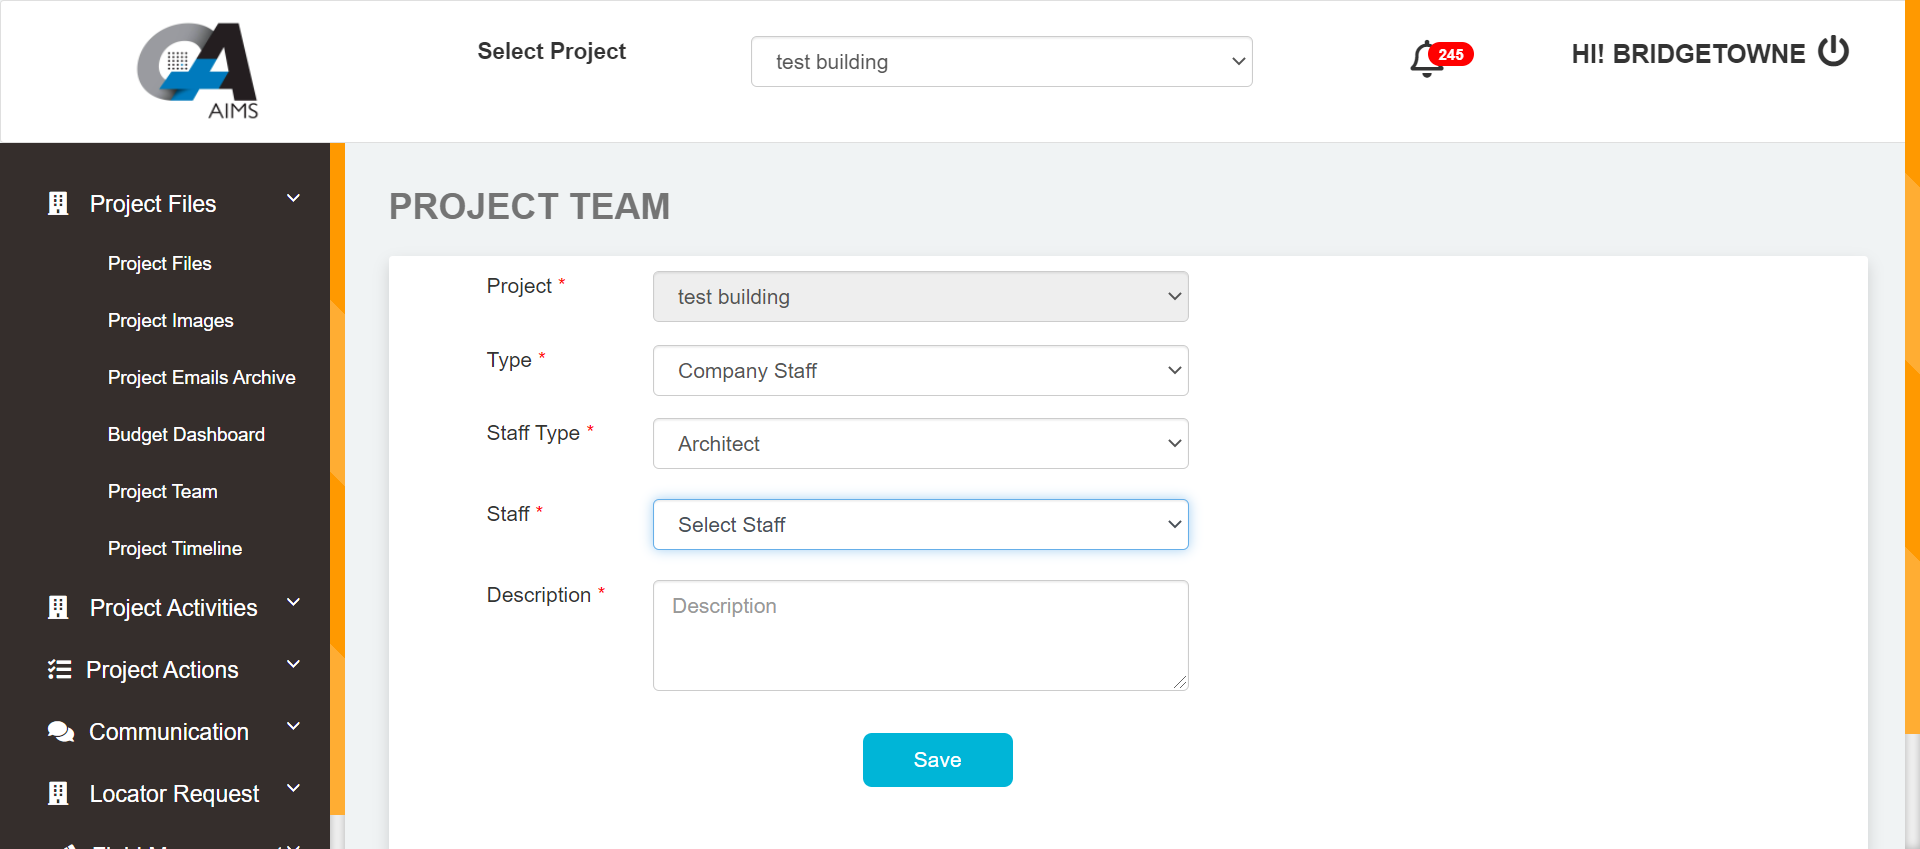 AIMS
Select Project
test building
245
HI! BRIDGETOWNE
Project Files
Project Files
Project Images
Project Emails Archive
Budget Dashboard
Project Team
Project Timeline
Project Activities
Project Actions
Communication
Locator Request
PROJECT TEAM
Project *
test building
Type *
Company Staff
Staff Type *
Architect
Staff *
Select Staff
Description *
Description
Save